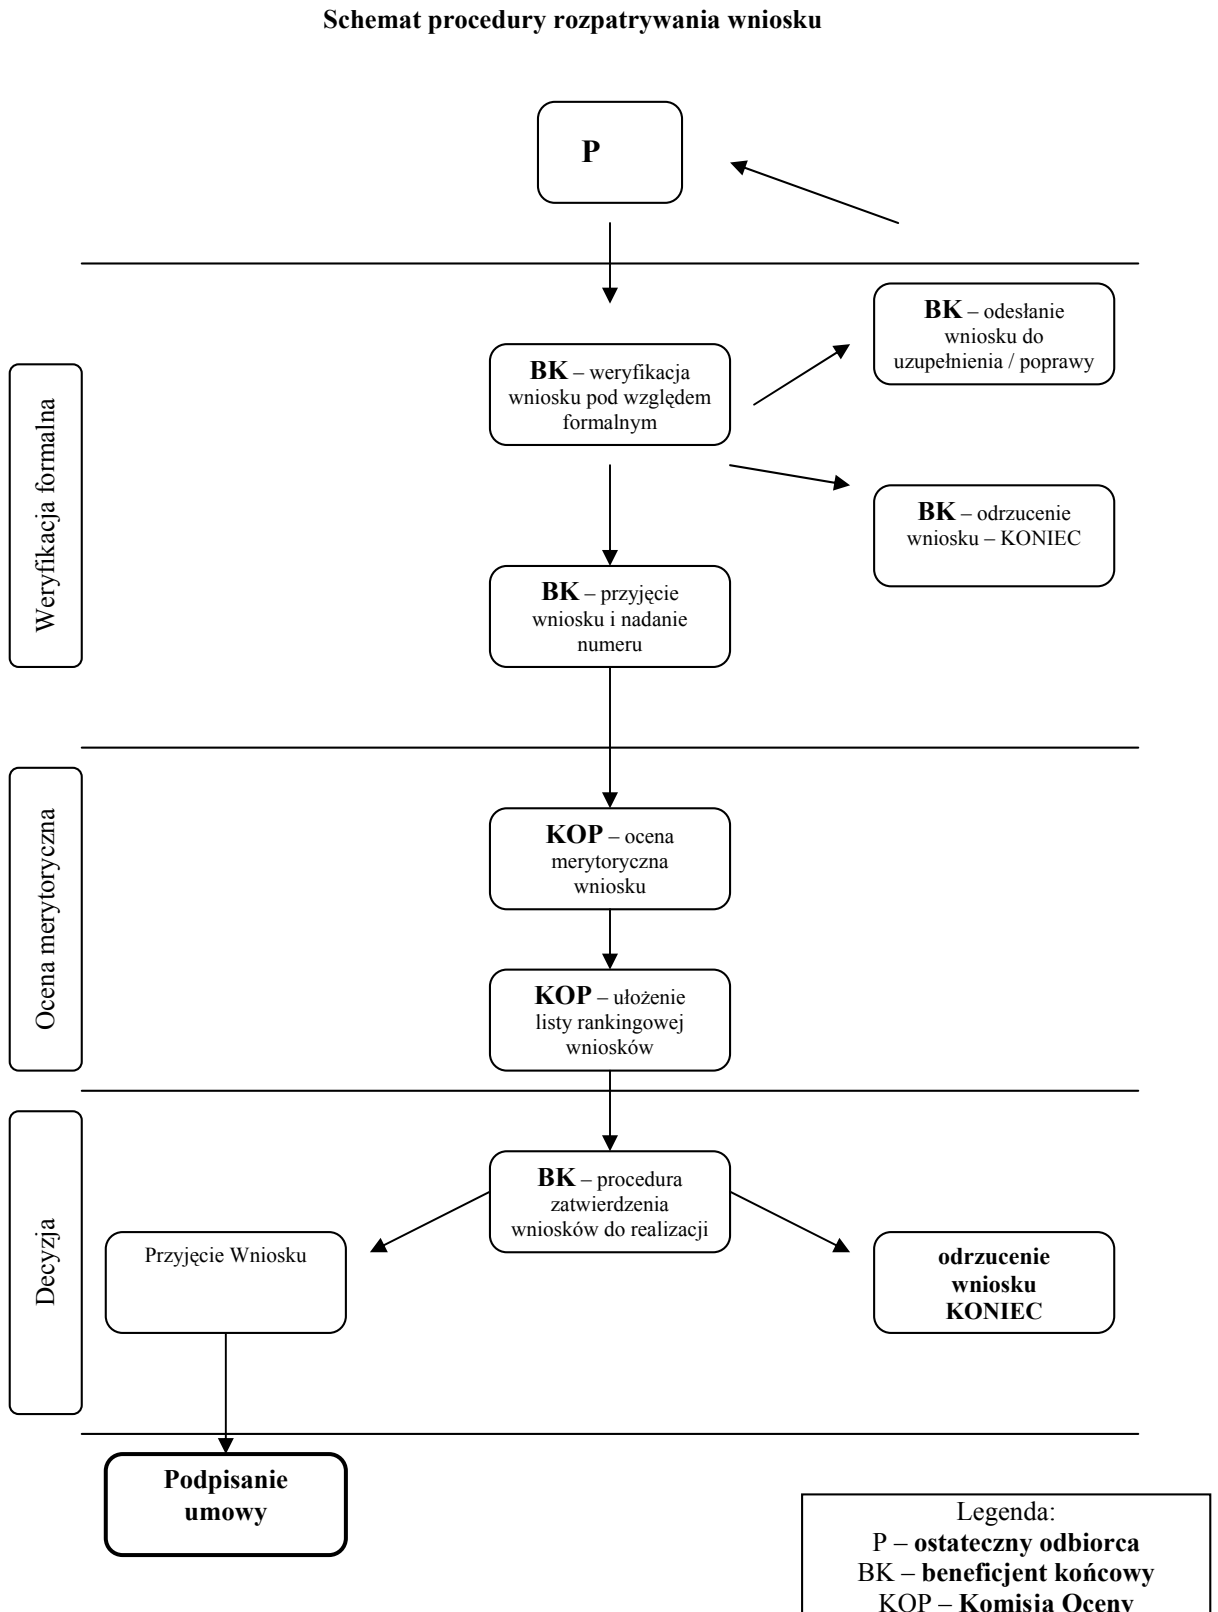 Schemat procedury rozpatrywania wniosku
P
BK – odesłanie
wniosku do
uzupełnienia / poprawy
BK – weryfikacja
wniosku pod względem
formalnym
Weryfikacja formalna
BK – odrzucenie
wniosku – KONIEC
BK – przyjęcie
wniosku i nadanie
numeru
Ocena merytoryczna
KOP – ocena
merytoryczna
wniosku
KOP – ułożenie
listy rankingowej
wniosków
Decyzja
BK – procedura
zatwierdzenia
wniosków do realizacji
Przyjęcie Wniosku
odrzucenie
wniosku
KONIEC
Podpisanie
umowy
Legenda:
P – ostateczny odbiorca
BK – beneficjent końcowy
KOP – Komisja Oceny